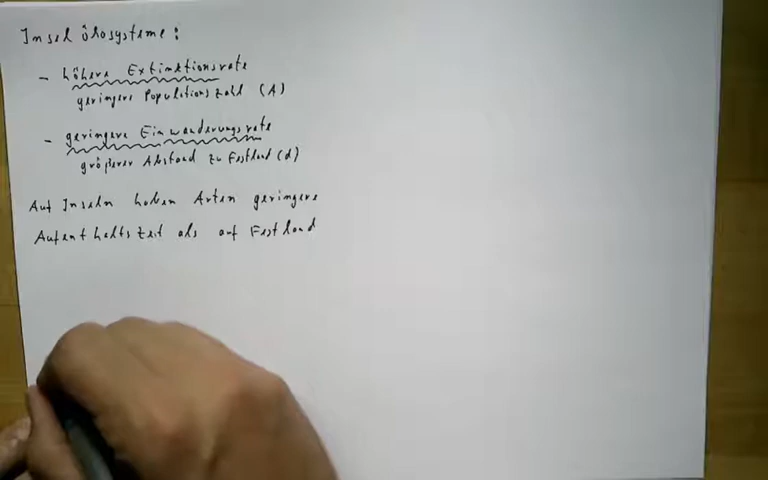 Inselökosysteme:
- höhere Extinktionsrate
geringere Populationszahl (A)
- geringere Einwanderungsrate
größerer Abstand zu Festland (d)
Auf Inseln haben Arten geringere
Aufenthaltszeit als auf Festland